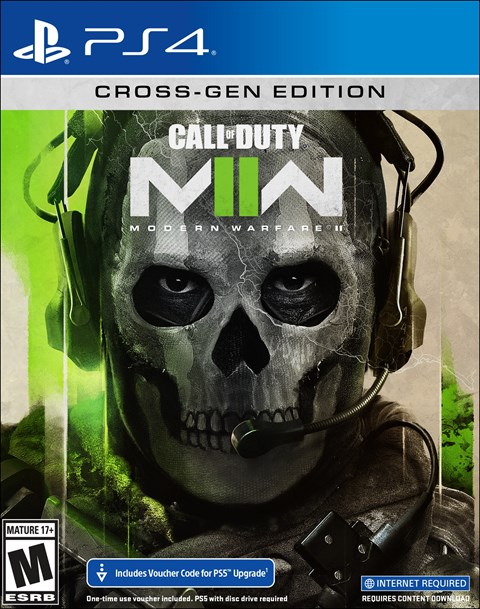 PS4
CROSS-GEN EDITION
CALL OF DUTY
MIIW
MODERN WARFARE II
MATURE 17+
M
ESRB
Includes Voucher Code for PS5™ Upgrade¹
One-time use voucher included. PS5 with disc drive required
INTERNET REQUIRED
REQUIRES CONTENT DOWNLOAD